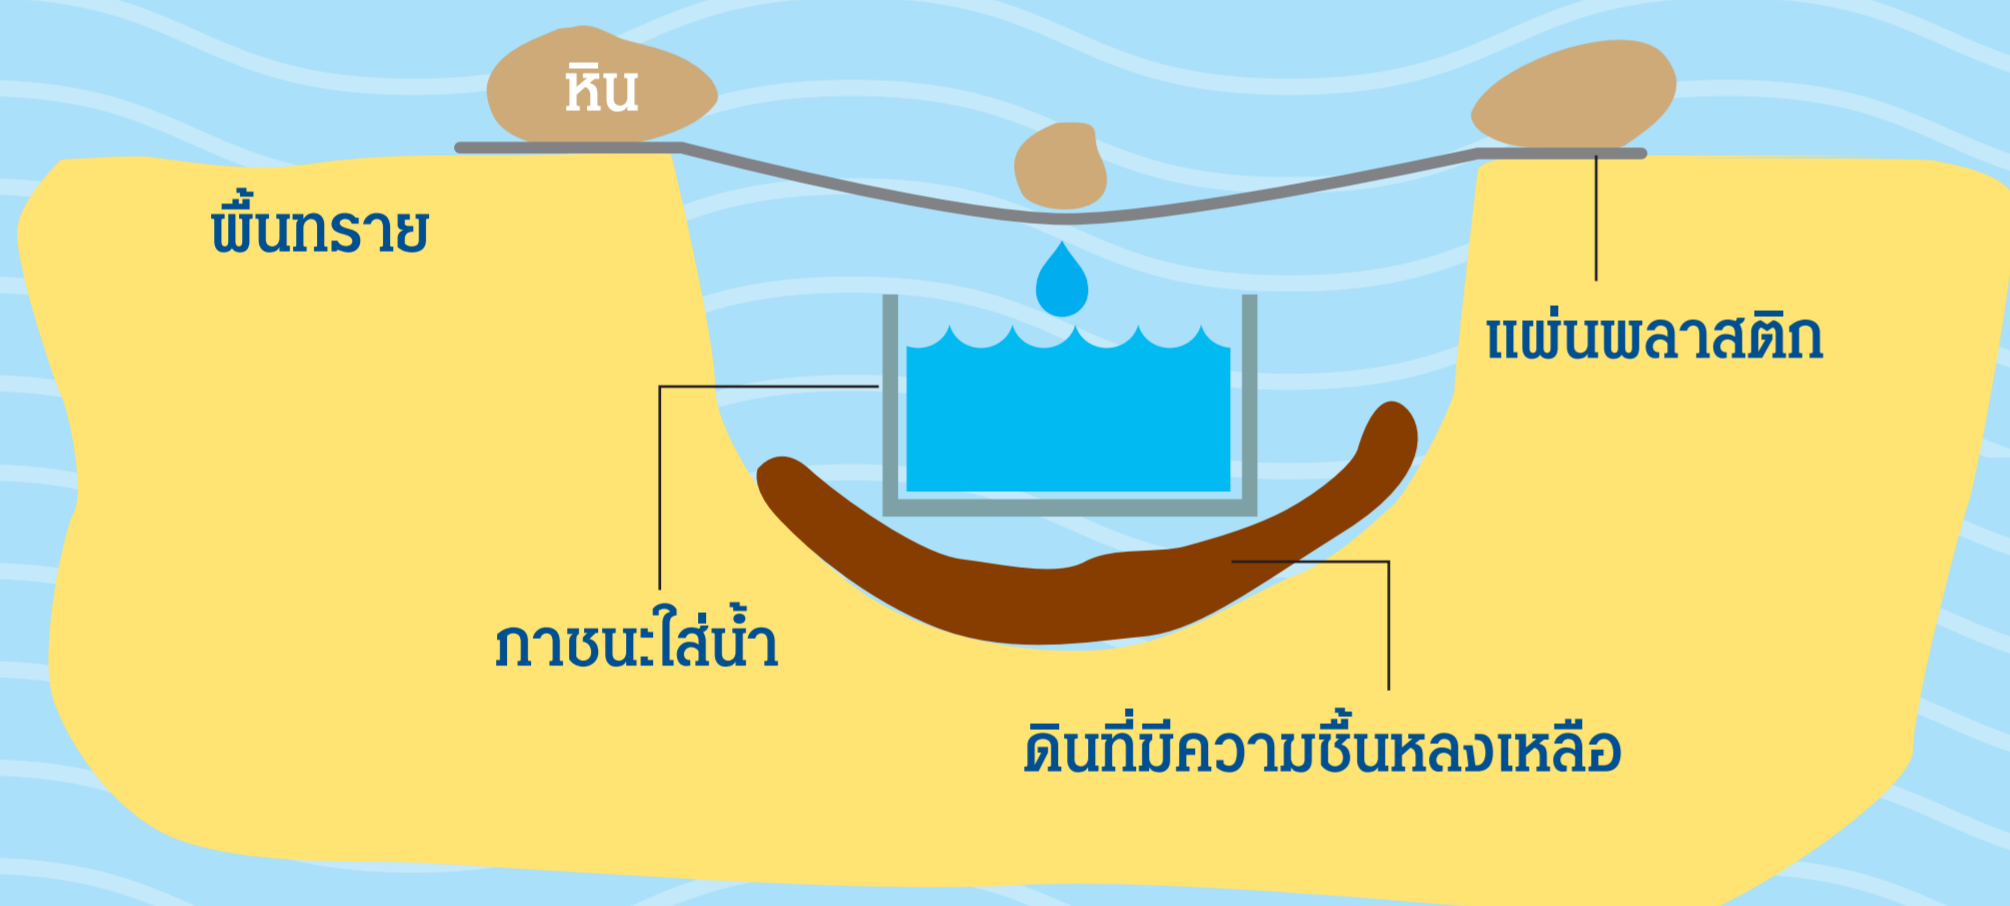 หิน
พื้นทราย
แผ่นพลาสติก
ภาชนะใส่น้ำ
ดินที่มีความชื้นหลงเหลือ